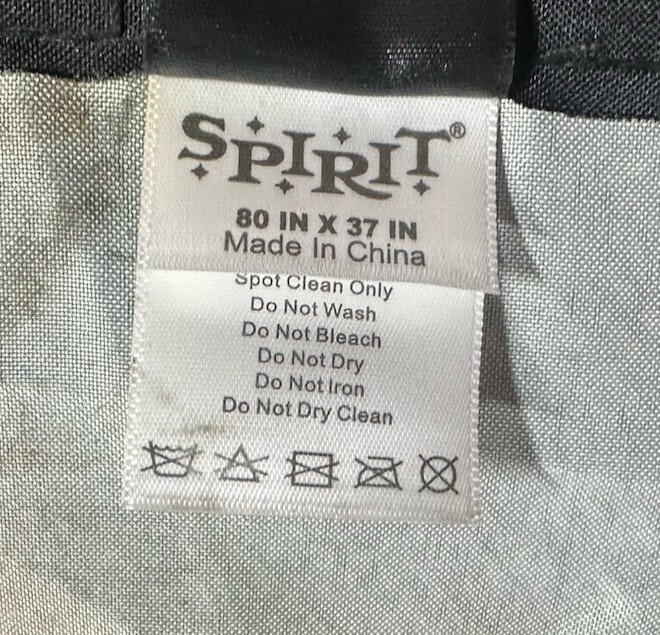 SPIRIT®
80 IN X 37 IN
Made In China
Spot Clean Only
Do Not Wash
Do Not Bleach
Do Not Dry
Do Not Iron
Do Not Dry Clean